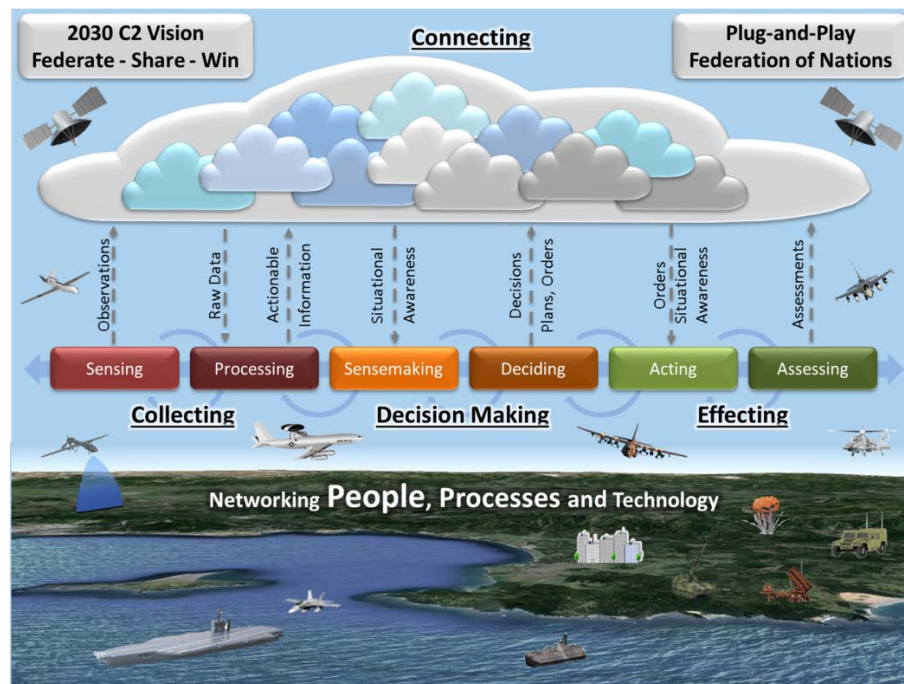 2030 C2 Vision
Federate - Share - Win
Connecting
Plug-and-Play
Federation of Nations
Observations
Raw Data
Actionable
Information
Situational
Awareness
Decisions
Plans, Orders
Orders
Situational
Awareness
Assessments
Sensing
Processing
Sensemaking
Deciding
Acting
Assessing
Collecting
Decision Making
Effecting
Networking People, Processes and Technology